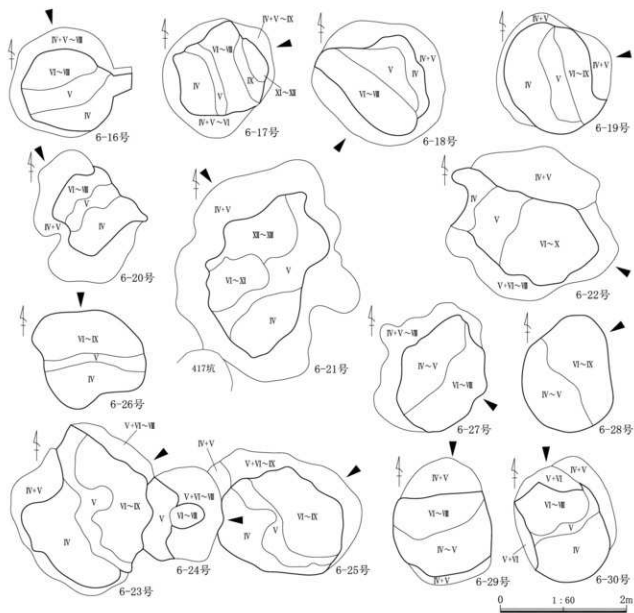 IV+V～VIII
VI～VIII
V
IV
6-16号
IV+V～IX
VI～VIII
IV
V
IX
XI～XII
IV+V～VI
6-17号
IV+V
V
IV
VI～VIII
6-18号
IV+V
IV
V
VI～IX
IV+V
6-19号
VI～VIII
V
IV
IV+V
6-20号
IV+V
XII～XIII
VI～XI
V
IV
417坑
6-21号
IV+V
IV
V
VI～X
V+VI～VIII
6-22号
VI～IX
V
IV
6-26号
IV+V～VIII
IV～V
VI～VIII
6-27号
VI～IX
IV～V
6-28号
V+VI～VIII
IV+V
V
VI～IX
IV
6-23号
V+VI～VIII
V
VI～VIII
6-24号
IV+V
V+VI～IX
VI～IX
IV
V
6-25号
IV+V
VI～VIII
IV～V
IV+V
6-29号
IV+V
V+VI
VI～VIII
V
IV
V+VI
6-30号
0 1:60 2m